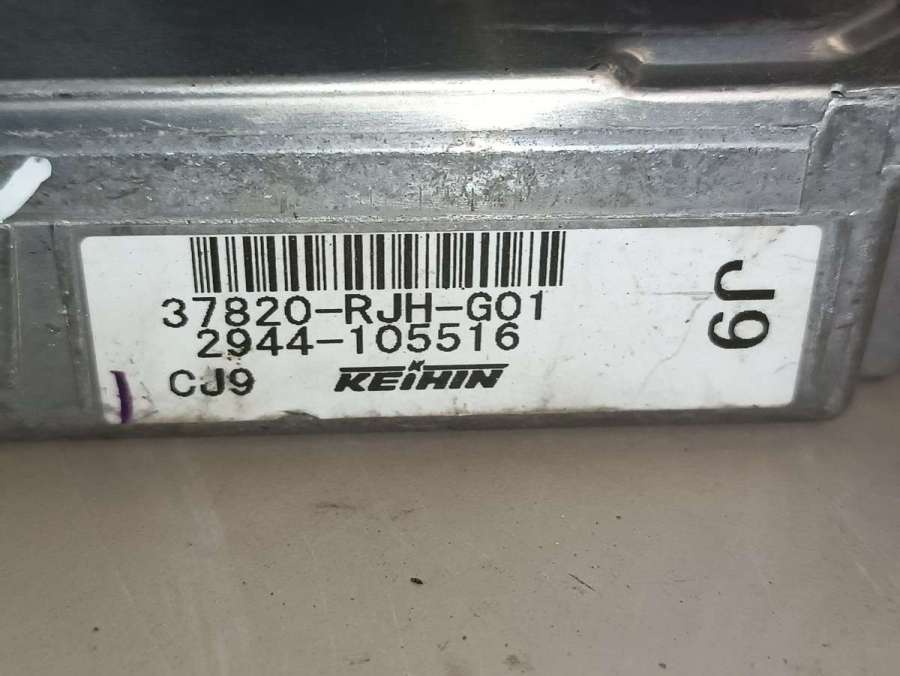 37820-RJH-G01
2944-105516
CJ9
KEIHIN
J9